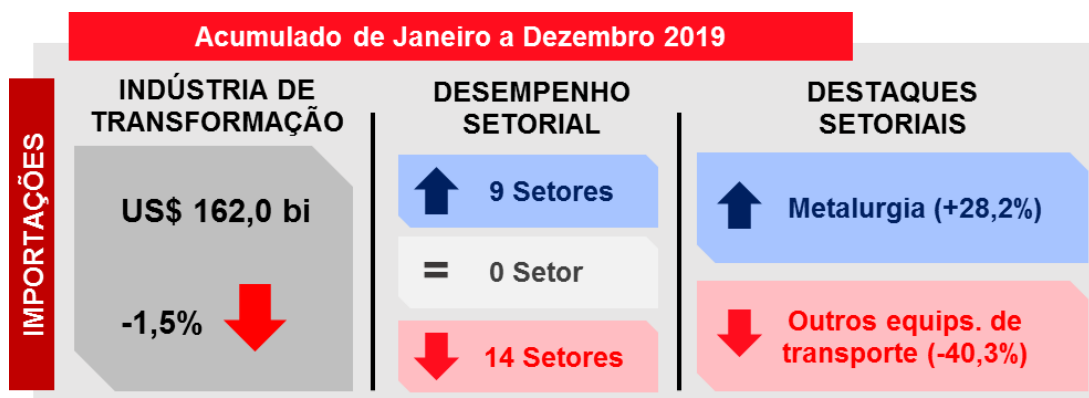 Acumulado de Janeiro a Dezembro 2019
IMPORTAÇÕES
INDÚSTRIA DE
TRANSFORMAÇÃO
US$ 162,0 bi
-1,5%
DESEMPENHO
SETORIAL
9 Setores
= 0 Setor
14 Setores
DESTAQUES
SETORIAIS
Metalurgia (+28,2%)
Outros equips. de
transporte (-40,3%)